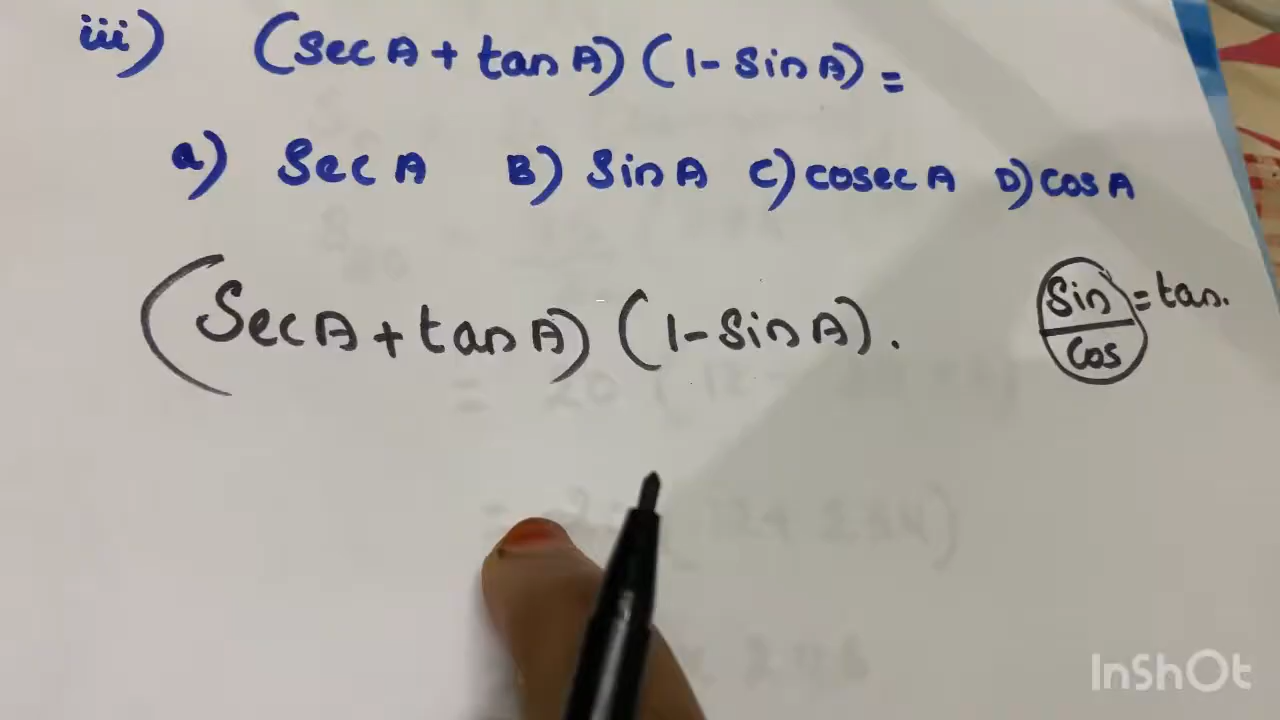 iii) (Sec A + tan A) (1 - Sin A) =
a) Sec A B) Sin A C) cosec A D) cos A
(Sec A + tan A) (1 - Sin A).
Sin/cos = tan.
InShOt